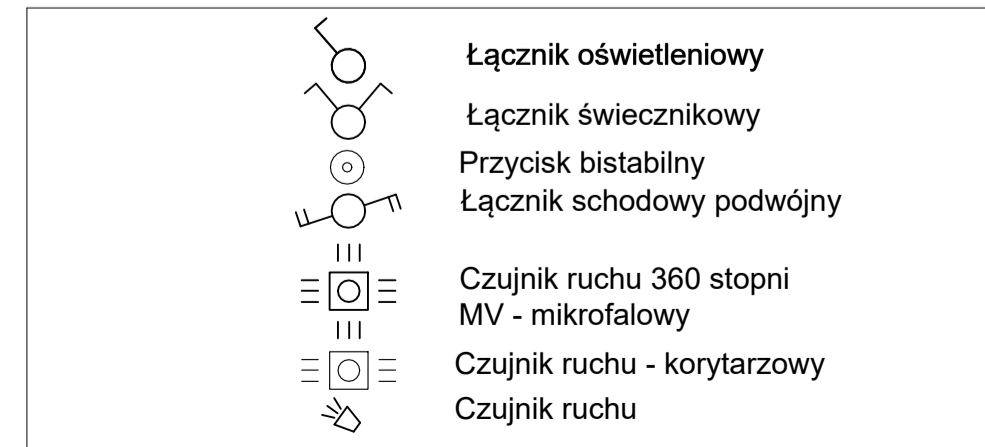 Łącznik oświetleniowy
Łącznik świecznikowy
Przycisk bistabilny
Łącznik schodowy podwójny
Czujnik ruchu 360 stopni
MV - mikrofalowy
Czujnik ruchu - korytarzowy
Czujnik ruchu